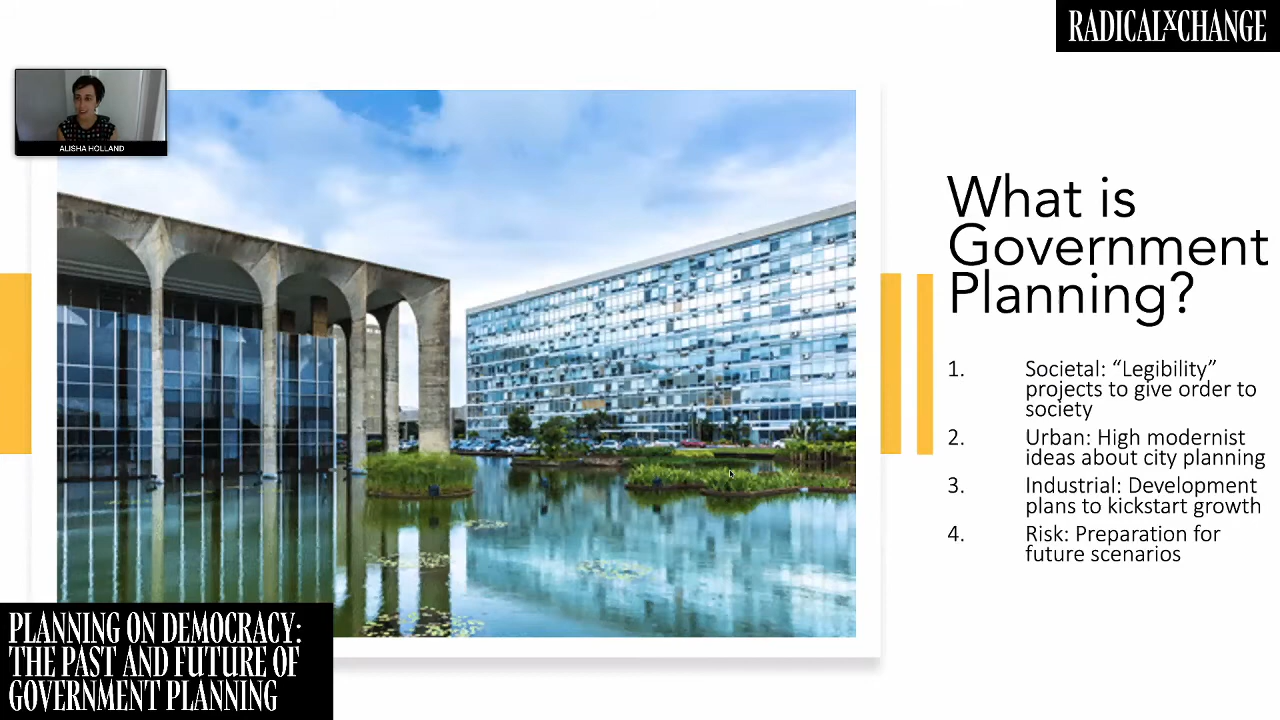 RADICALXCHANGE
ALISHA HOLLAND
What is
Government
Planning?
1. Societal: “Legibility”
projects to give order to
society
2. Urban: High modernist
ideas about city planning
3. Industrial: Development
plans to kickstart growth
4. Risk: Preparation for
future scenarios
PLANNING ON DEMOCRACY:
THE PAST AND FUTURE OF
GOVERNMENT PLANNING